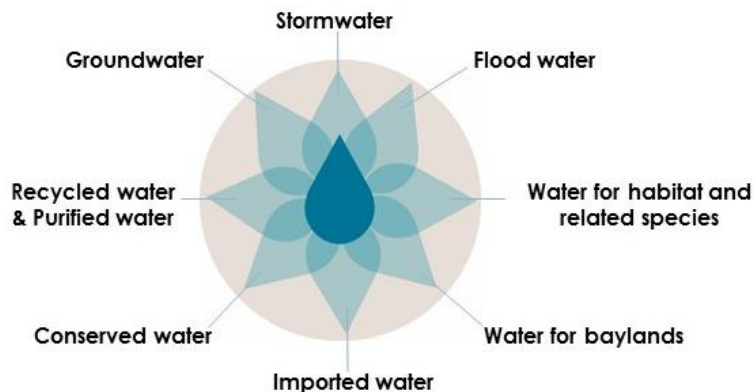 Stormwater
Groundwater
Flood water
Recycled water
& Purified water
Water for habitat and
related species
Conserved water
Water for baylands
Imported water